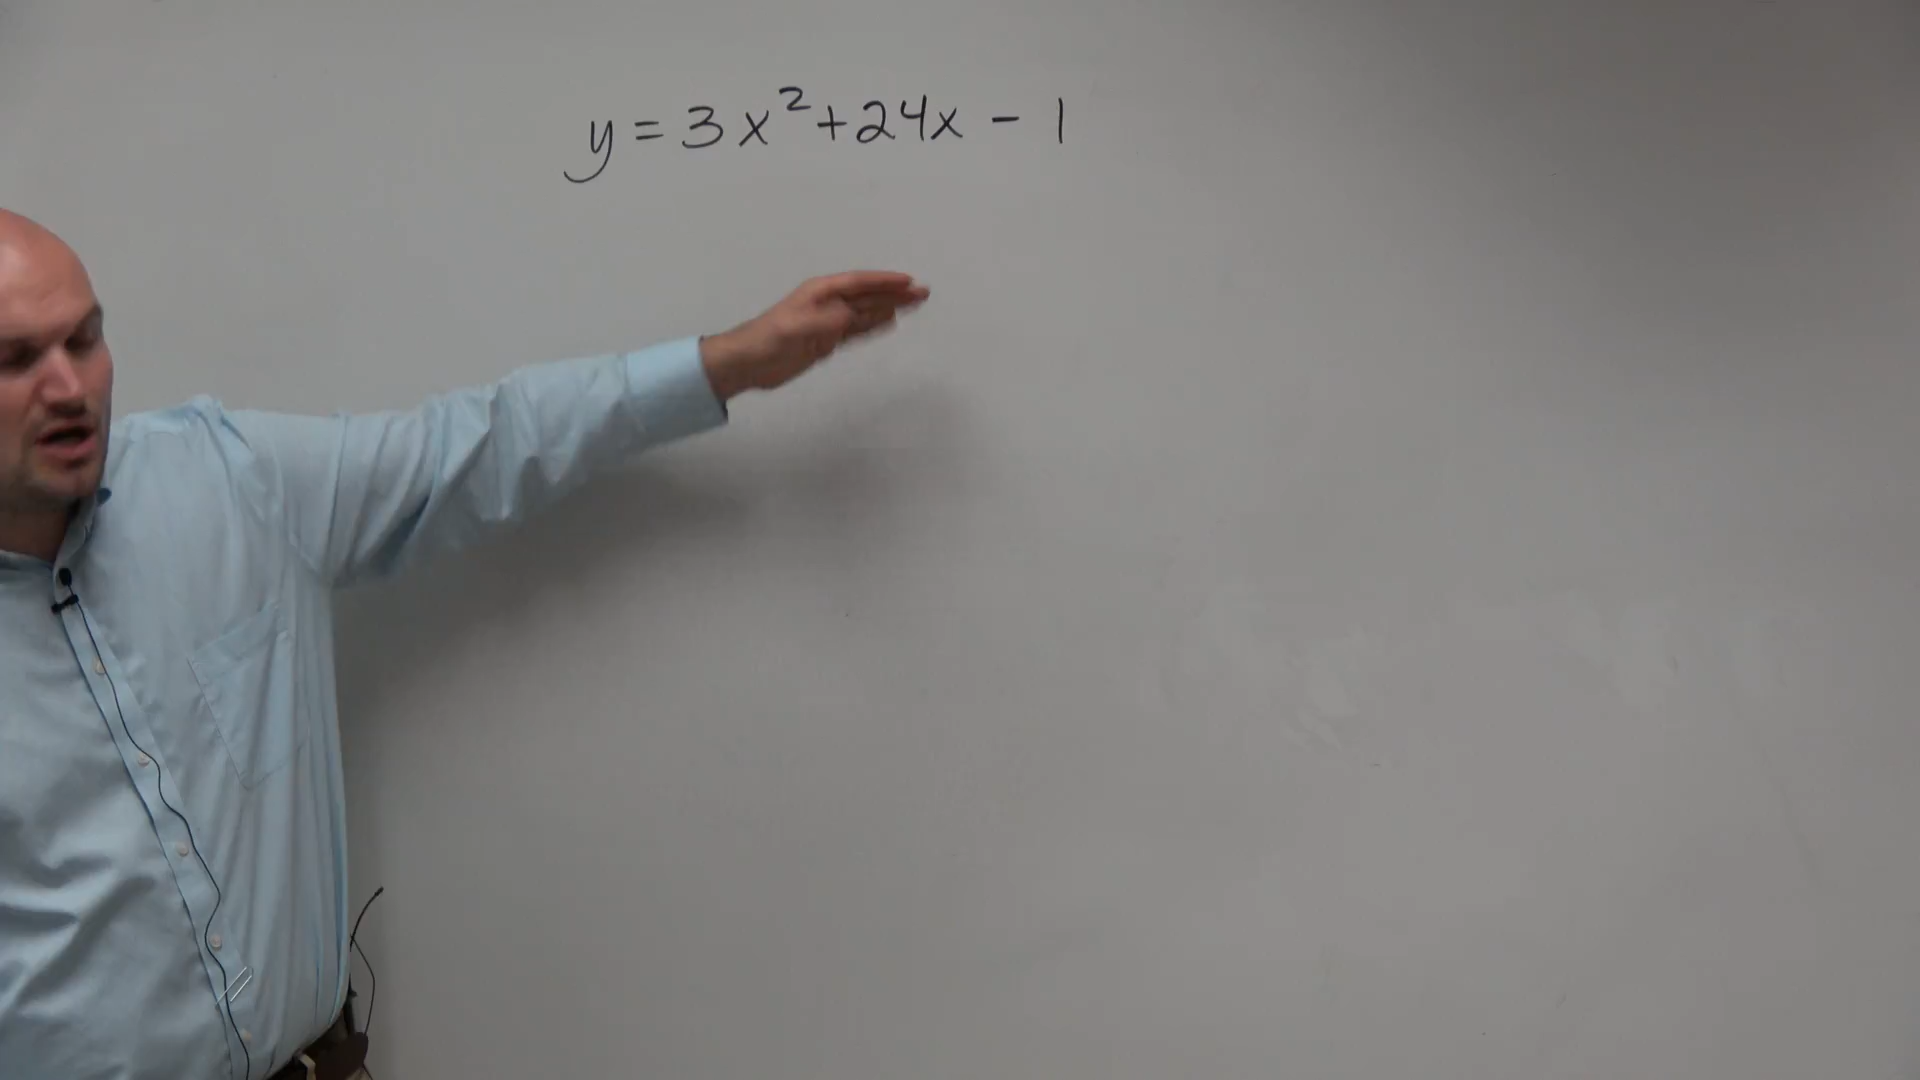 y = 3x²+24x - 1